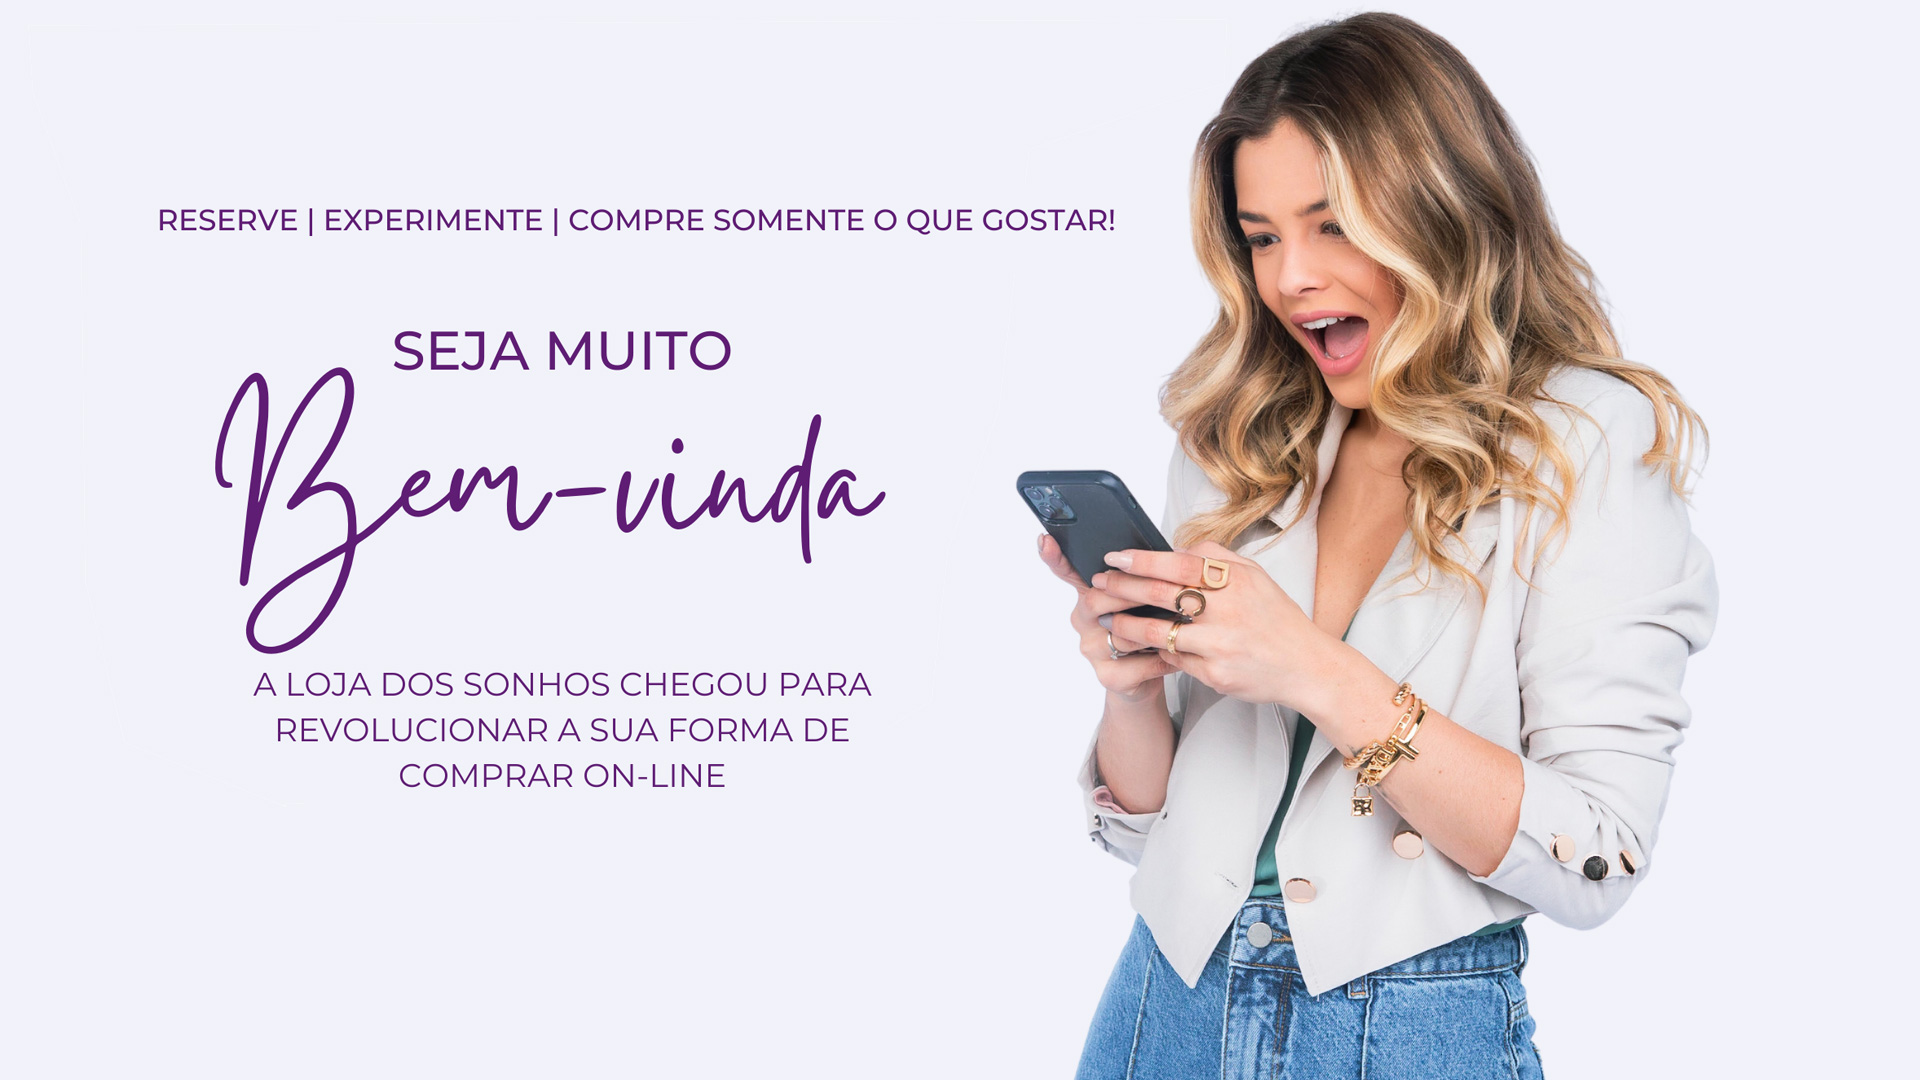 RESERVE | EXPERIMENTE | COMPRE SOMENTE O QUE GOSTAR!
SEJA MUITO
Bem-vinda
A LOJA DOS SONHOS CHEGOU PARA
REVOLUCIONAR A SUA FORMA DE
COMPRAR ON-LINE